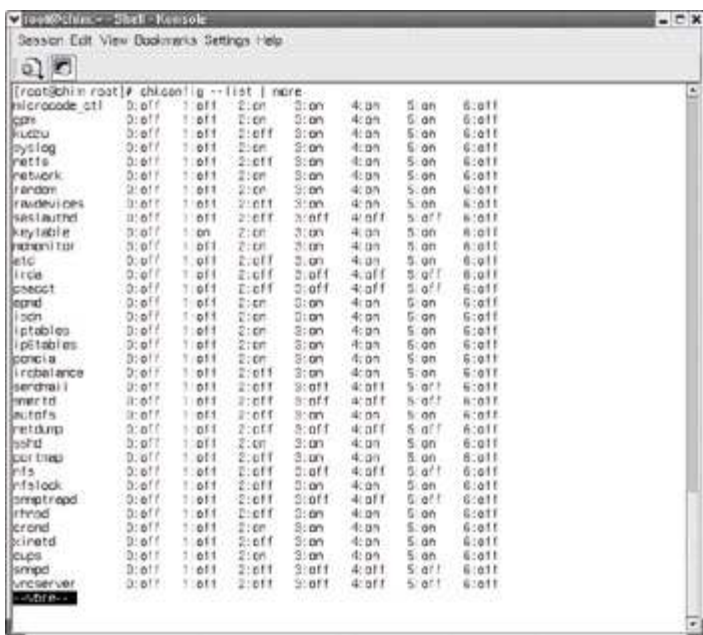 root@chim:~ - Shell - Konsole
Session Edit View Bookmarks Settings Help
[root@chim root]# chkconfig --list | more
microcode_ctl 0:off 1:off 2:on 3:on 4:on 5:on 6:off
gpm 0:off 1:off 2:on 3:on 4:on 5:on 6:off
kudzu 0:off 1:off 2:off 3:on 4:on 5:on 6:off
syslog 0:off 1:off 2:on 3:on 4:on 5:on 6:off
netfs 0:off 1:off 2:off 3:on 4:on 5:on 6:off
network 0:off 1:off 2:on 3:on 4:on 5:on 6:off
random 0:off 1:off 2:on 3:on 4:on 5:on 6:off
rawdevices 0:off 1:off 2:off 3:on 4:on 5:on 6:off
saslauthd 0:off 1:off 2:off 3:off 4:off 5:off 6:off
keytable 0:off 1:on 2:on 3:on 4:on 5:on 6:off
mdmonitor 0:off 1:off 2:on 3:on 4:on 5:on 6:off
atd 0:off 1:off 2:off 3:on 4:on 5:on 6:off
irda 0:off 1:off 2:off 3:off 4:off 5:off 6:off
psacct 0:off 1:off 2:off 3:off 4:off 5:off 6:off
apmd 0:off 1:off 2:on 3:on 4:on 5:on 6:off
isdn 0:off 1:off 2:on 3:on 4:on 5:on 6:off
iptables 0:off 1:off 2:on 3:on 4:on 5:on 6:off
ip6tables 0:off 1:off 2:on 3:on 4:on 5:on 6:off
pcmcia 0:off 1:off 2:on 3:on 4:on 5:on 6:off
irqbalance 0:off 1:off 2:off 3:on 4:on 5:on 6:off
sendmail 0:off 1:off 2:off 3:off 4:off 5:off 6:off
smartd 0:off 1:off 2:off 3:off 4:off 5:off 6:off
autofs 0:off 1:off 2:off 3:on 4:on 5:on 6:off
netdump 0:off 1:off 2:off 3:off 4:off 5:off 6:off
sshd 0:off 1:off 2:on 3:on 4:on 5:on 6:off
portmap 0:off 1:off 2:off 3:on 4:on 5:on 6:off
nfs 0:off 1:off 2:off 3:off 4:off 5:off 6:off
nfslock 0:off 1:off 2:off 3:on 4:on 5:on 6:off
snmptrapd 0:off 1:off 2:off 3:off 4:off 5:off 6:off
rhnsd 0:off 1:off 2:off 3:on 4:on 5:on 6:off
crond 0:off 1:off 2:on 3:on 4:on 5:on 6:off
xinetd 0:off 1:off 2:off 3:on 4:on 5:on 6:off
cups 0:off 1:off 2:on 3:on 4:on 5:on 6:off
snmpd 0:off 1:off 2:off 3:off 4:off 5:off 6:off
vncserver 0:off 1:off 2:off 3:off 4:off 5:off 6:off
--More--